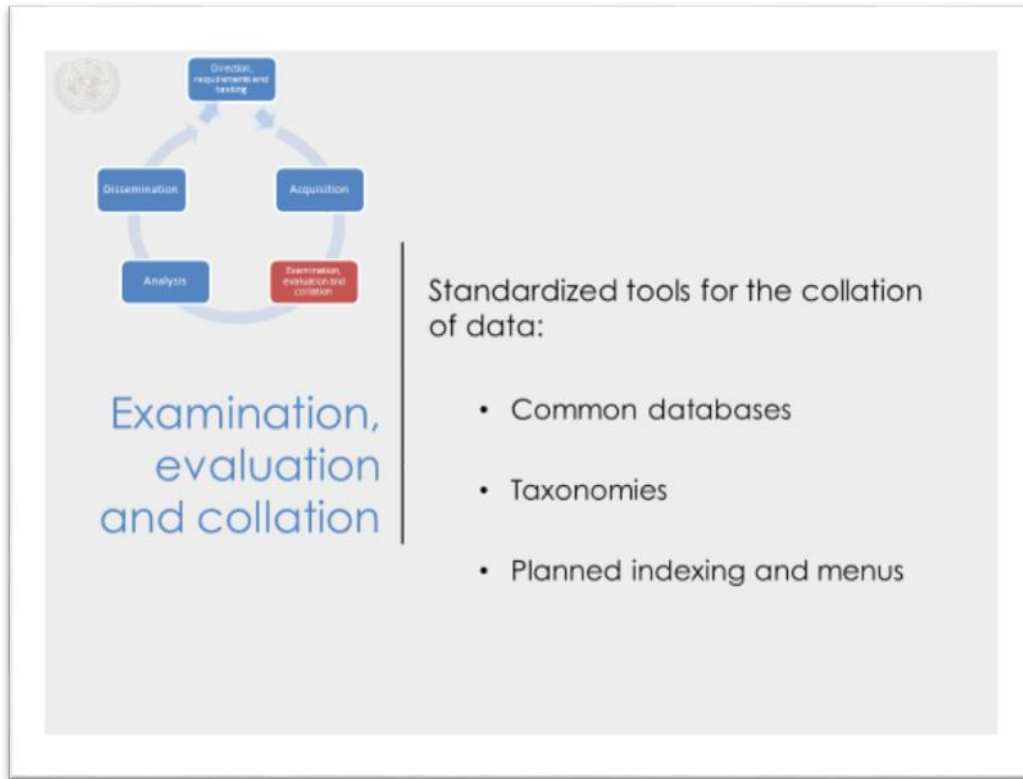 Direction,
requirements and
tasking
Dissemination
Acquisition
Analysis
Examination,
evaluation and
collation
Examination,
evaluation
and collation
Standardized tools for the collation
of data:
• Common databases
• Taxonomies
• Planned indexing and menus